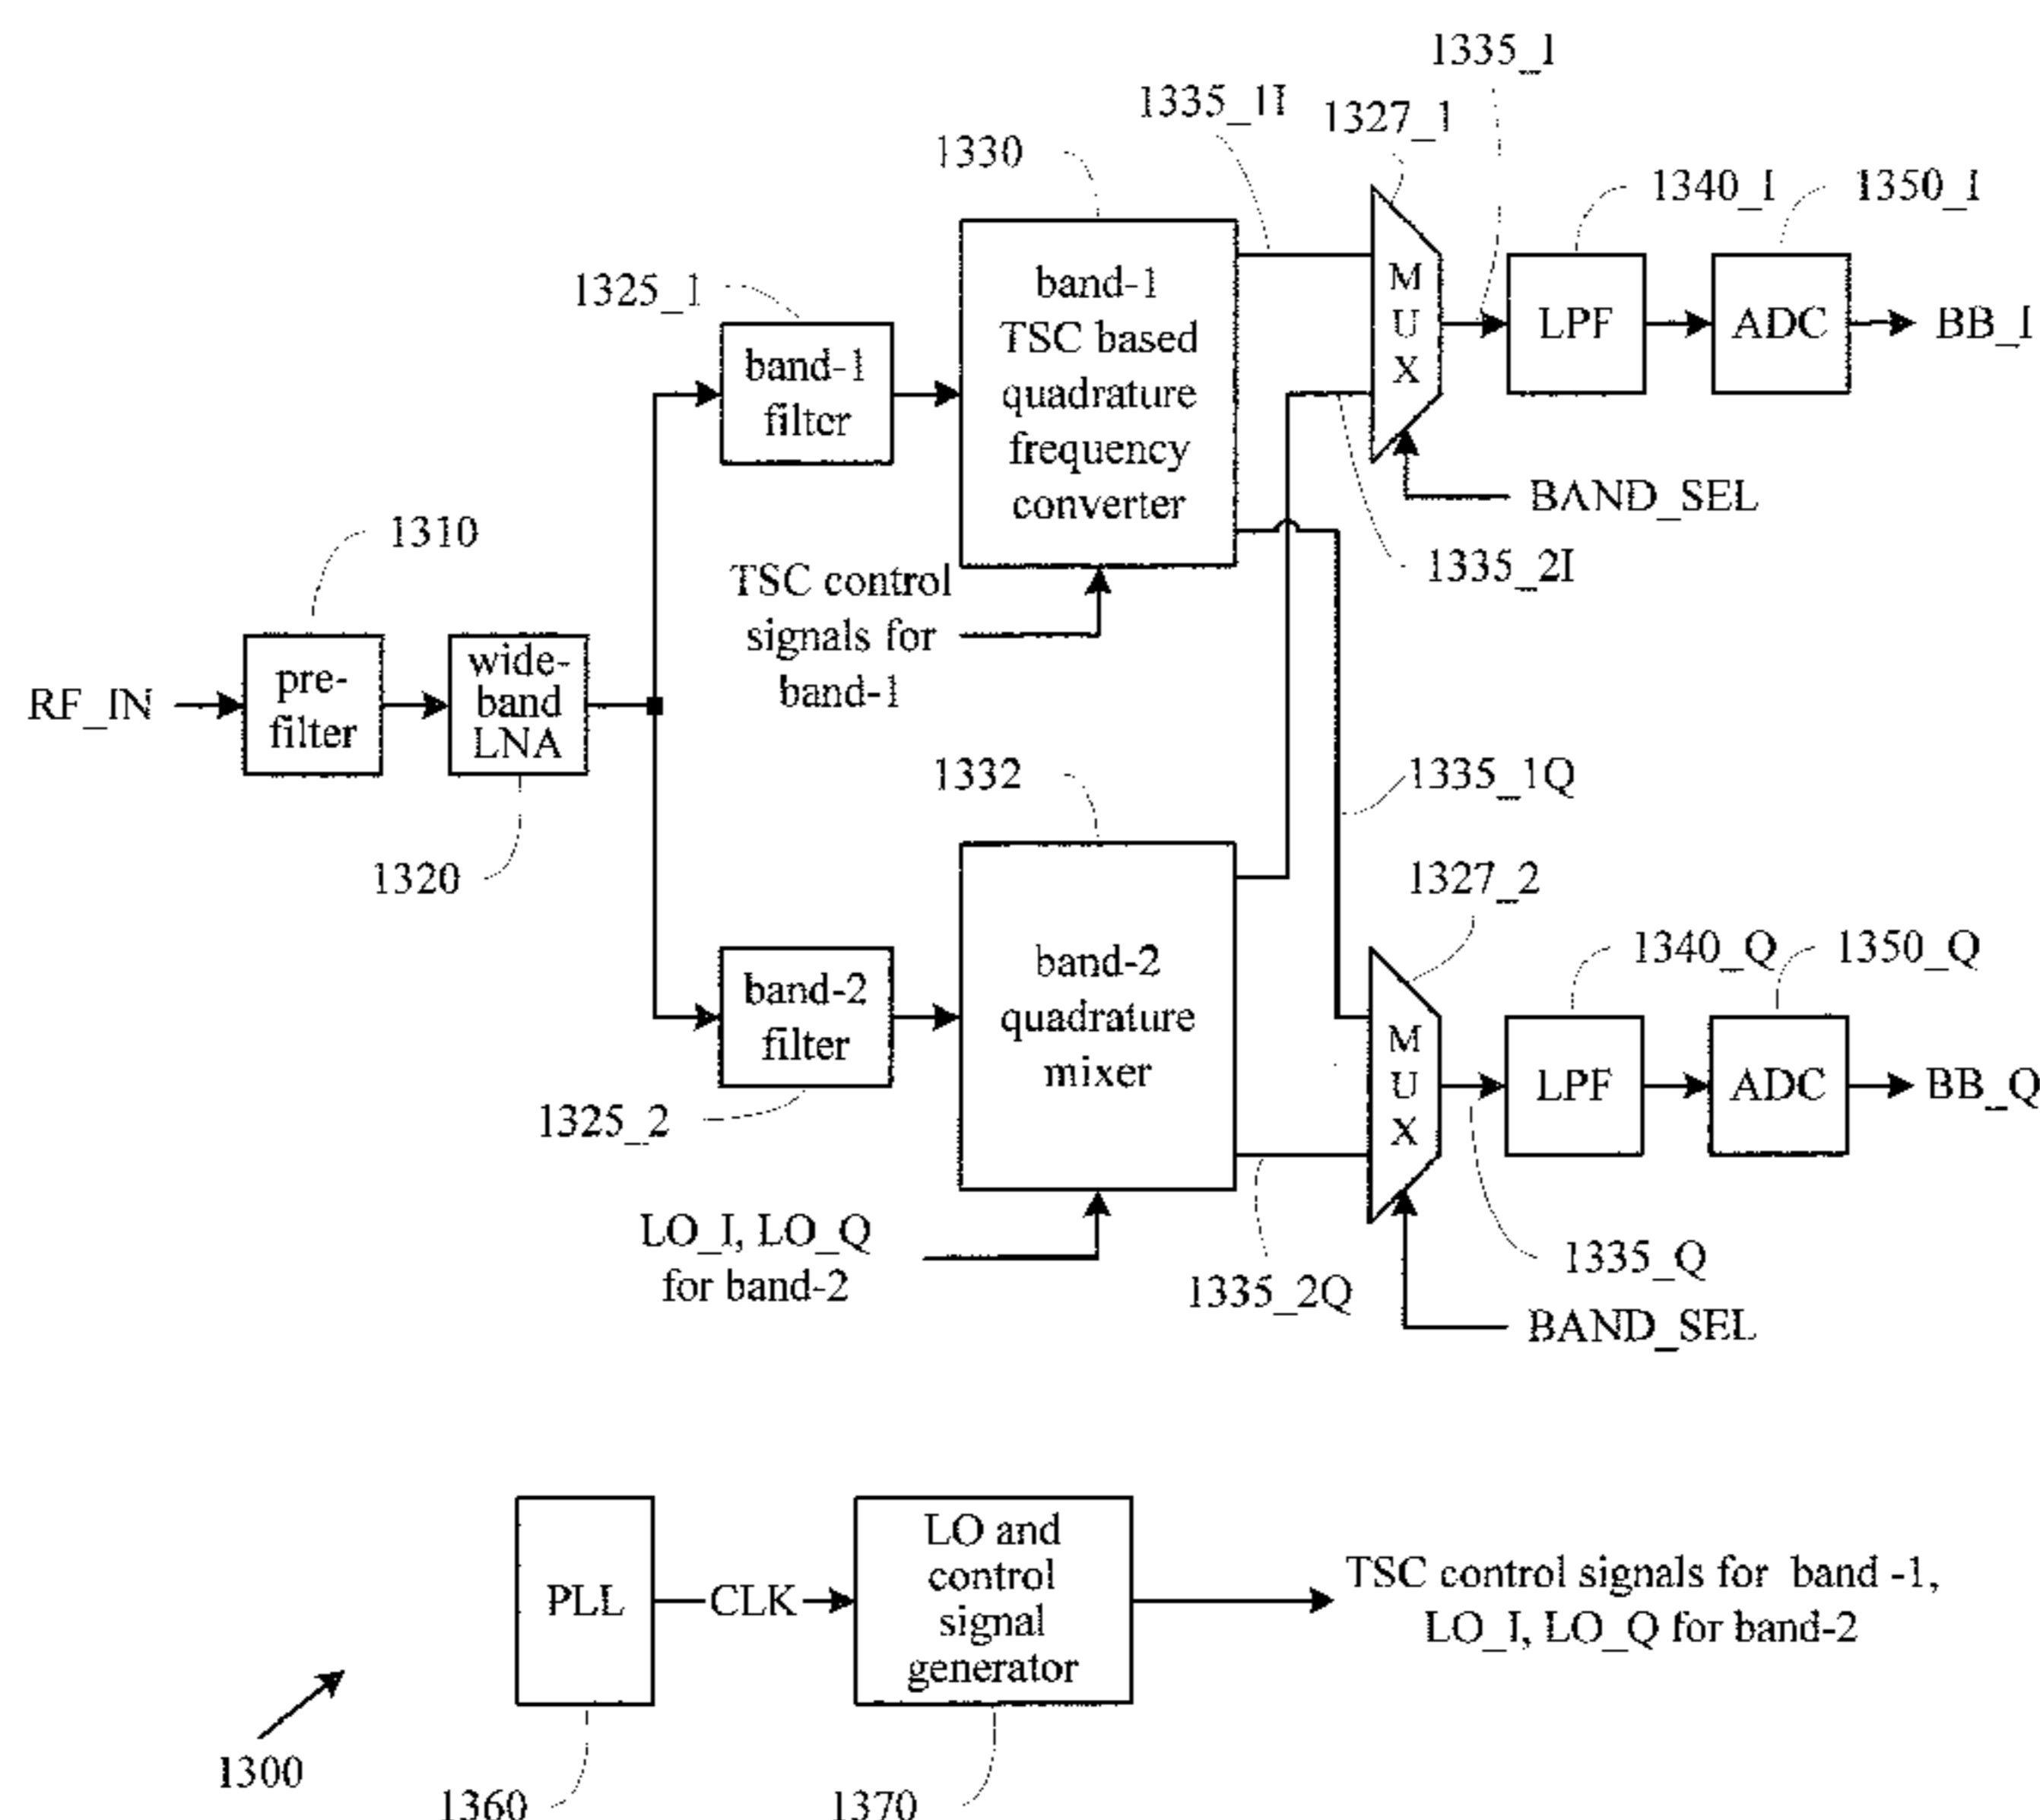 1335_I
1335_1I
1327_1
1330
1340_I
1350_I
1325_1
band-1
TSC based
quadrature
frequency
converter
M
U
X
LPF
ADC
BB_I
band-1
filter
BAND_SEL
1310
1335_2I
TSC control
signals for
band-1
RF_IN
pre-
filter
wide-
band
LNA
1332
1335_1Q
1320
1327_2
1340_Q
1350_Q
band-2
filter
band-2
quadrature
mixer
M
U
X
LPF
ADC
BB_Q
1325_2
LO_I, LO_Q
for band-2
1335_2Q
1335_Q
BAND_SEL
PLL
CLK
LO and
control
signal
generator
TSC control signals for band -1,
LO_I, LO_Q for band-2
1300
1360
1370